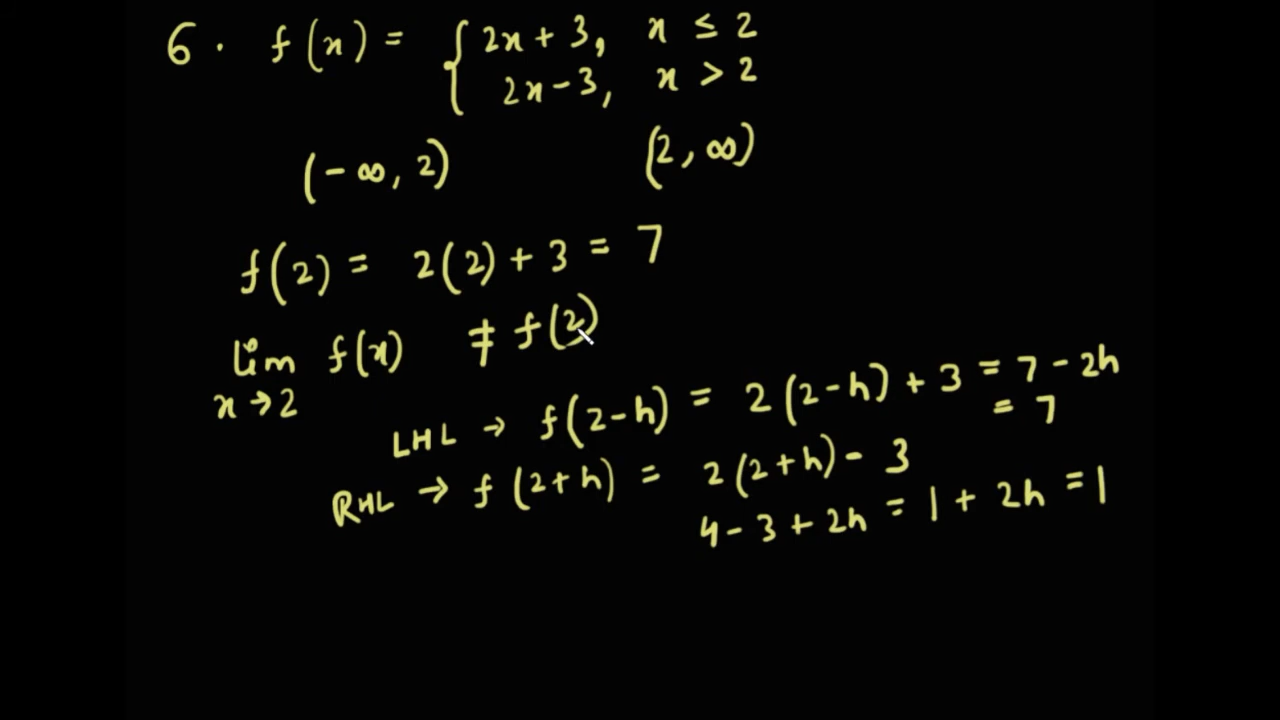 6. f(x) = { 2x + 3, x ≤ 2
2x - 3, x > 2
(-∞, 2) (2, ∞)
f(2) = 2(2) + 3 = 7
lim f(x) ≠ f(2)
x → 2
LHL → f(2-h) = 2(2-h) + 3 = 7 - 2h
= 7
RHL → f(2+h) = 2(2+h) - 3
4 - 3 + 2h = 1 + 2h = 1